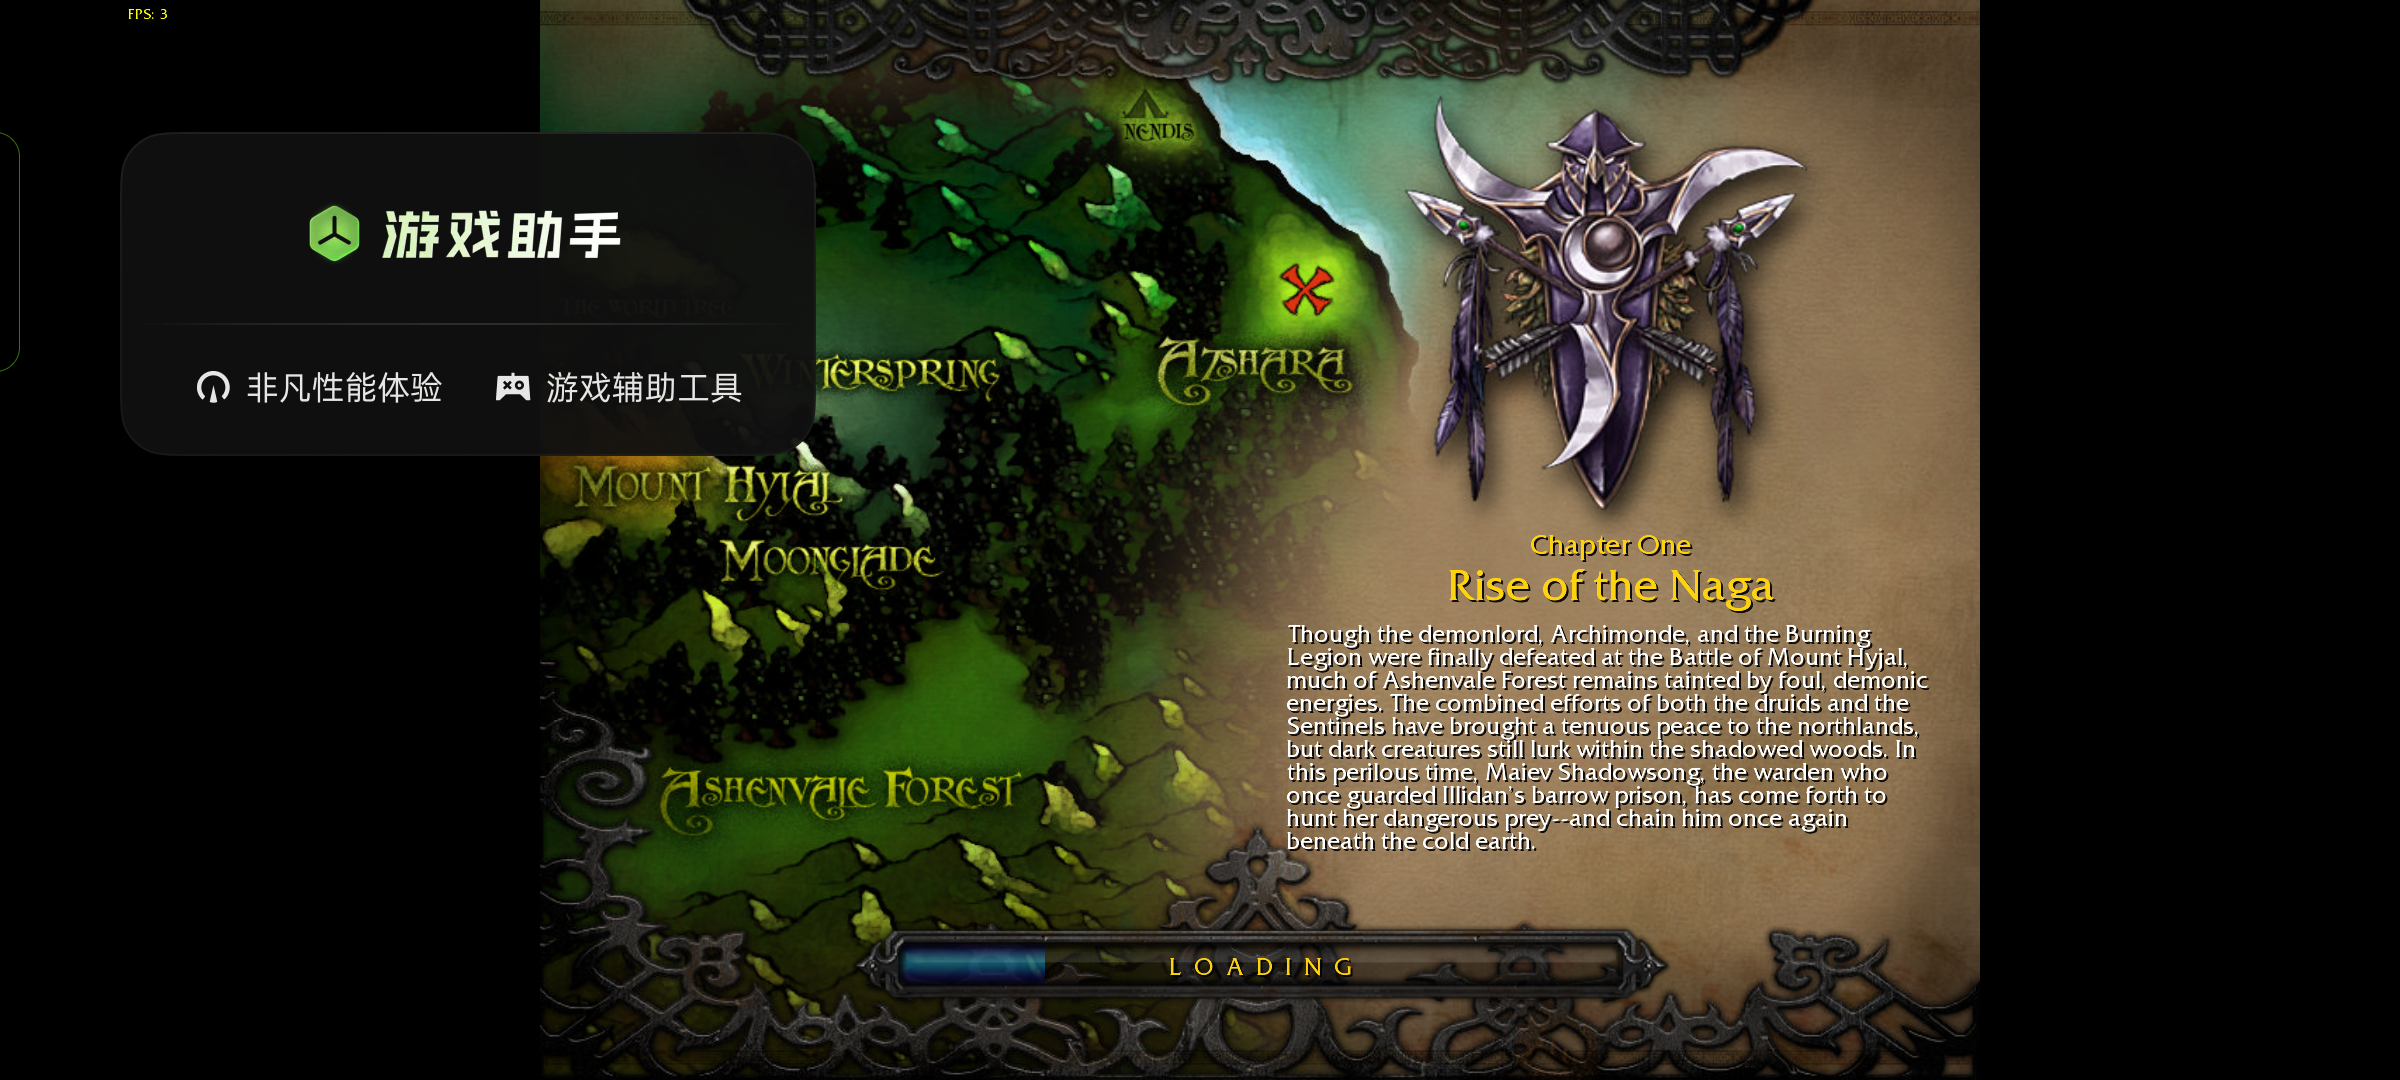 FPS: 3
NENDIS
游戏助手
THE WORLD TREE
WINTERSPRING
AZSHARA
非凡性能体验
游戏辅助工具
MOUNT HYJAL
MOONGLADE
Chapter One
Rise of the Naga
Though the demonlord, Archimonde, and the Burning
Legion were finally defeated at the Battle of Mount Hyjal,
much of Ashenvale Forest remains tainted by foul, demonic
energies. The combined efforts of both the druids and the
Sentinels have brought a tenuous peace to the northlands,
but dark creatures still lurk within the shadowed woods. In
this perilous time, Maiev Shadowsong, the warden who
once guarded Illidan's barrow prison, has come forth to
hunt her dangerous prey--and chain him once again
beneath the cold earth.
ASHENVALE FOREST
LOADING